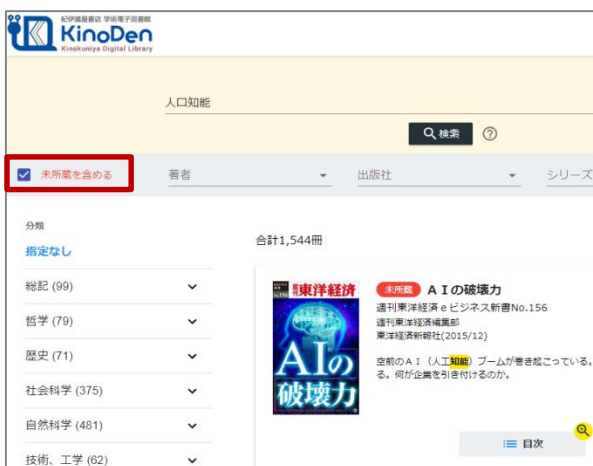 紀伊國屋書店 学術電子図書館
KinoDen
Kinokuniya Digital Library
人口知能
検索
未所蔵を含める
著者
出版社
シリーズ
分類
指定なし
合計1,544冊
総記 (99)
哲学 (79)
歴史 (71)
社会科学 (375)
自然科学 (481)
技術、工学 (62)
東洋経済
AIの
破壊力
未所蔵 ＡＩの破壊力
週刊東洋経済ｅビジネス新書No.156
週刊東洋経済編集部
東洋経済新報社(2015/12)
空前のＡＩ（人工知能）ブームが巻き起こっている。
る。何が企業を引き付けるのか。
目次